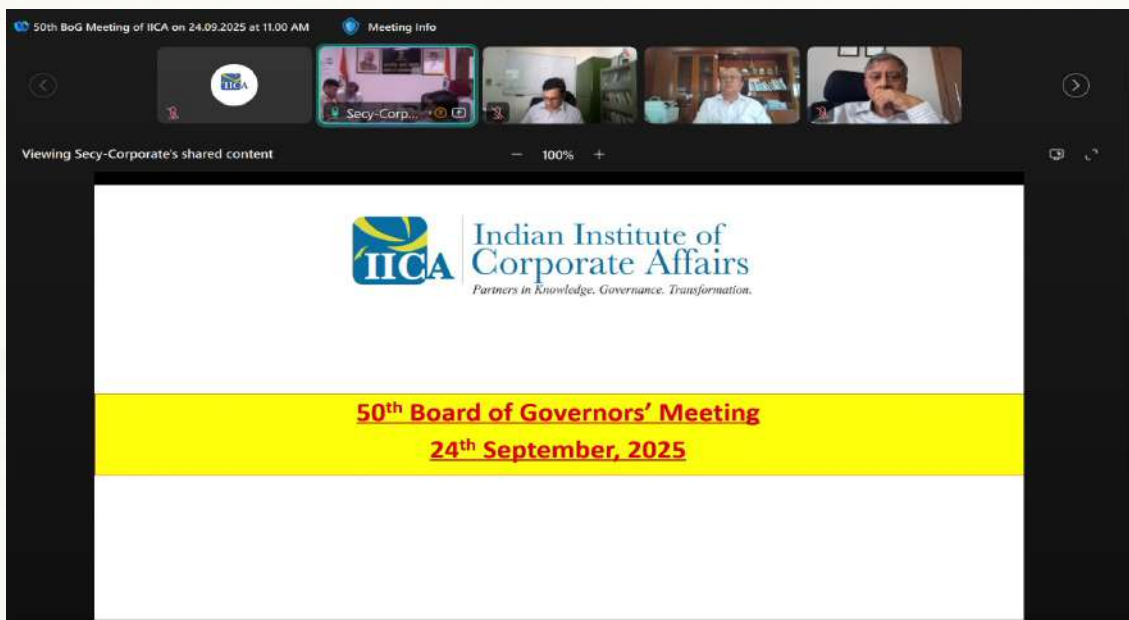 50th BoG Meeting of IICA on 24.09.2025 at 11.00 AM
Meeting Info
IICA
Secy-Corp...
Viewing Secy-Corporate's shared content
100%
IICA
Indian Institute of
Corporate Affairs
Partners in Knowledge. Governance. Transformation.
50th Board of Governors' Meeting
24th September, 2025